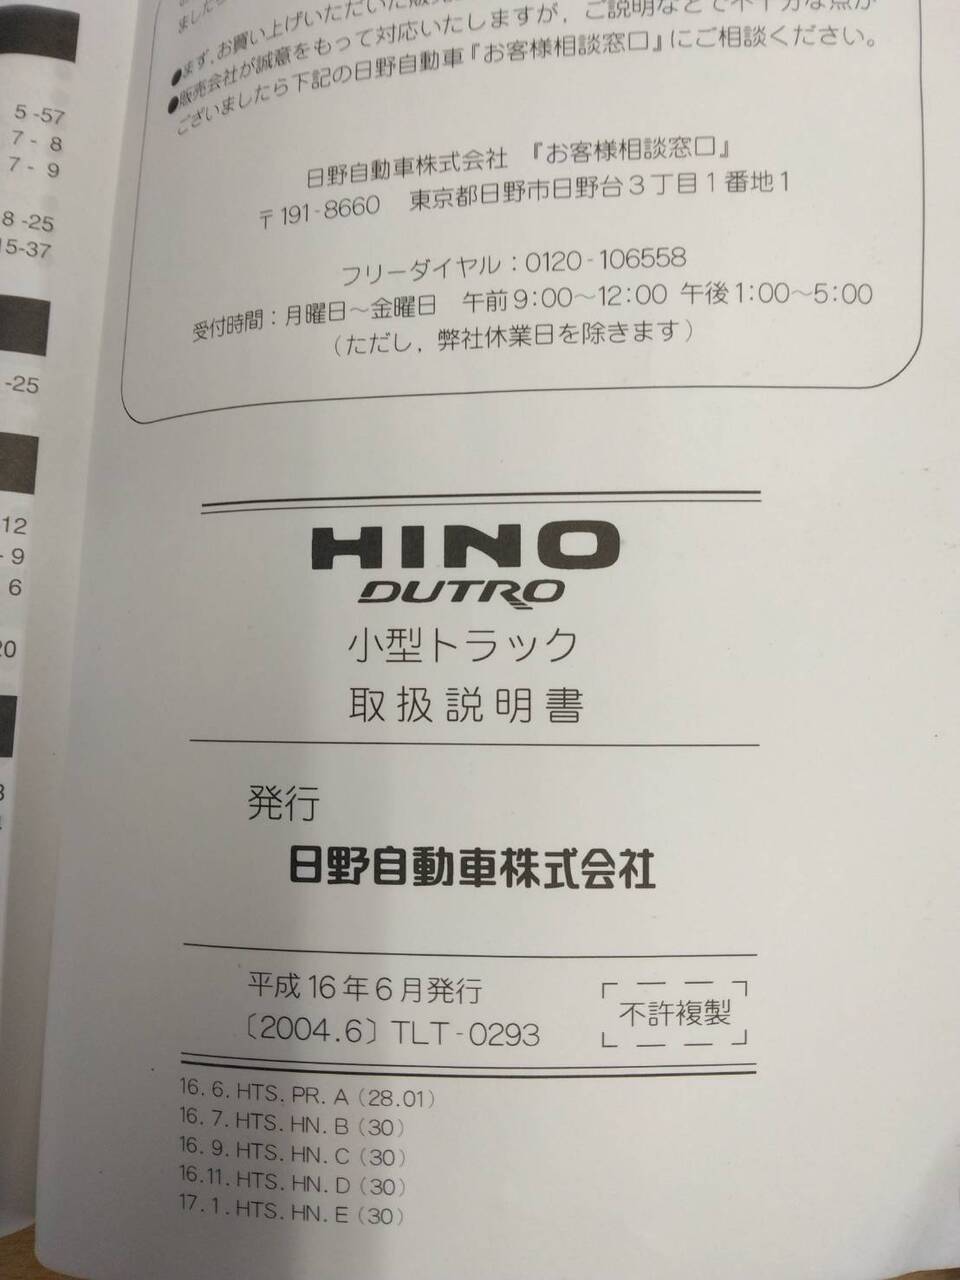 5-57
7- 8
7- 9
8-25
15-37
-25
12
- 9
6
20
●まず、お買い上げいただいた
●販売会社が誠意をもって対応いたしますが、ご説明などで不十分な点が
ございましたら下記の日野自動車『お客様相談窓口』にご相談ください。
日野自動車株式会社 『お客様相談窓口』
〒191-8660 東京都日野市日野台3丁目1番地1
フリーダイヤル：0120-106558
受付時間：月曜日～金曜日 午前9:00～12:00 午後1:00～5:00
（ただし，弊社休業日を除きます）
HINO
DUTRO
小型トラック
取扱説明書
発行
日野自動車株式会社
平成16年6月発行
〔2004.6〕TLT-0293
不許複製
16. 6. HTS. PR. A (28.01)
16. 7. HTS. HN. B (30)
16. 9. HTS. HN. C (30)
16.11. HTS. HN. D (30)
17. 1. HTS. HN. E (30)